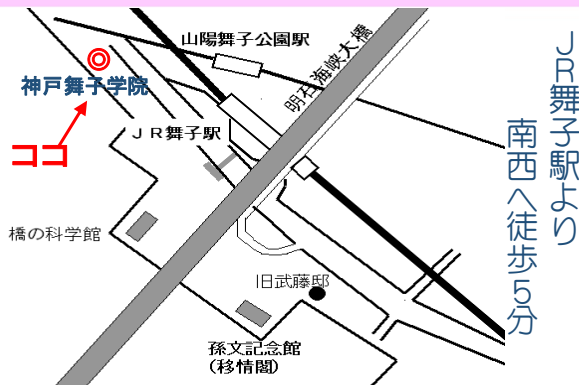 山陽舞子公園駅
明石海峡大橋
神戸舞子学院
JR舞子駅
ココ
橋の科学館
旧武藤邸
孫文記念館
(移情閣)
JR舞子駅より
南西へ徒歩5分